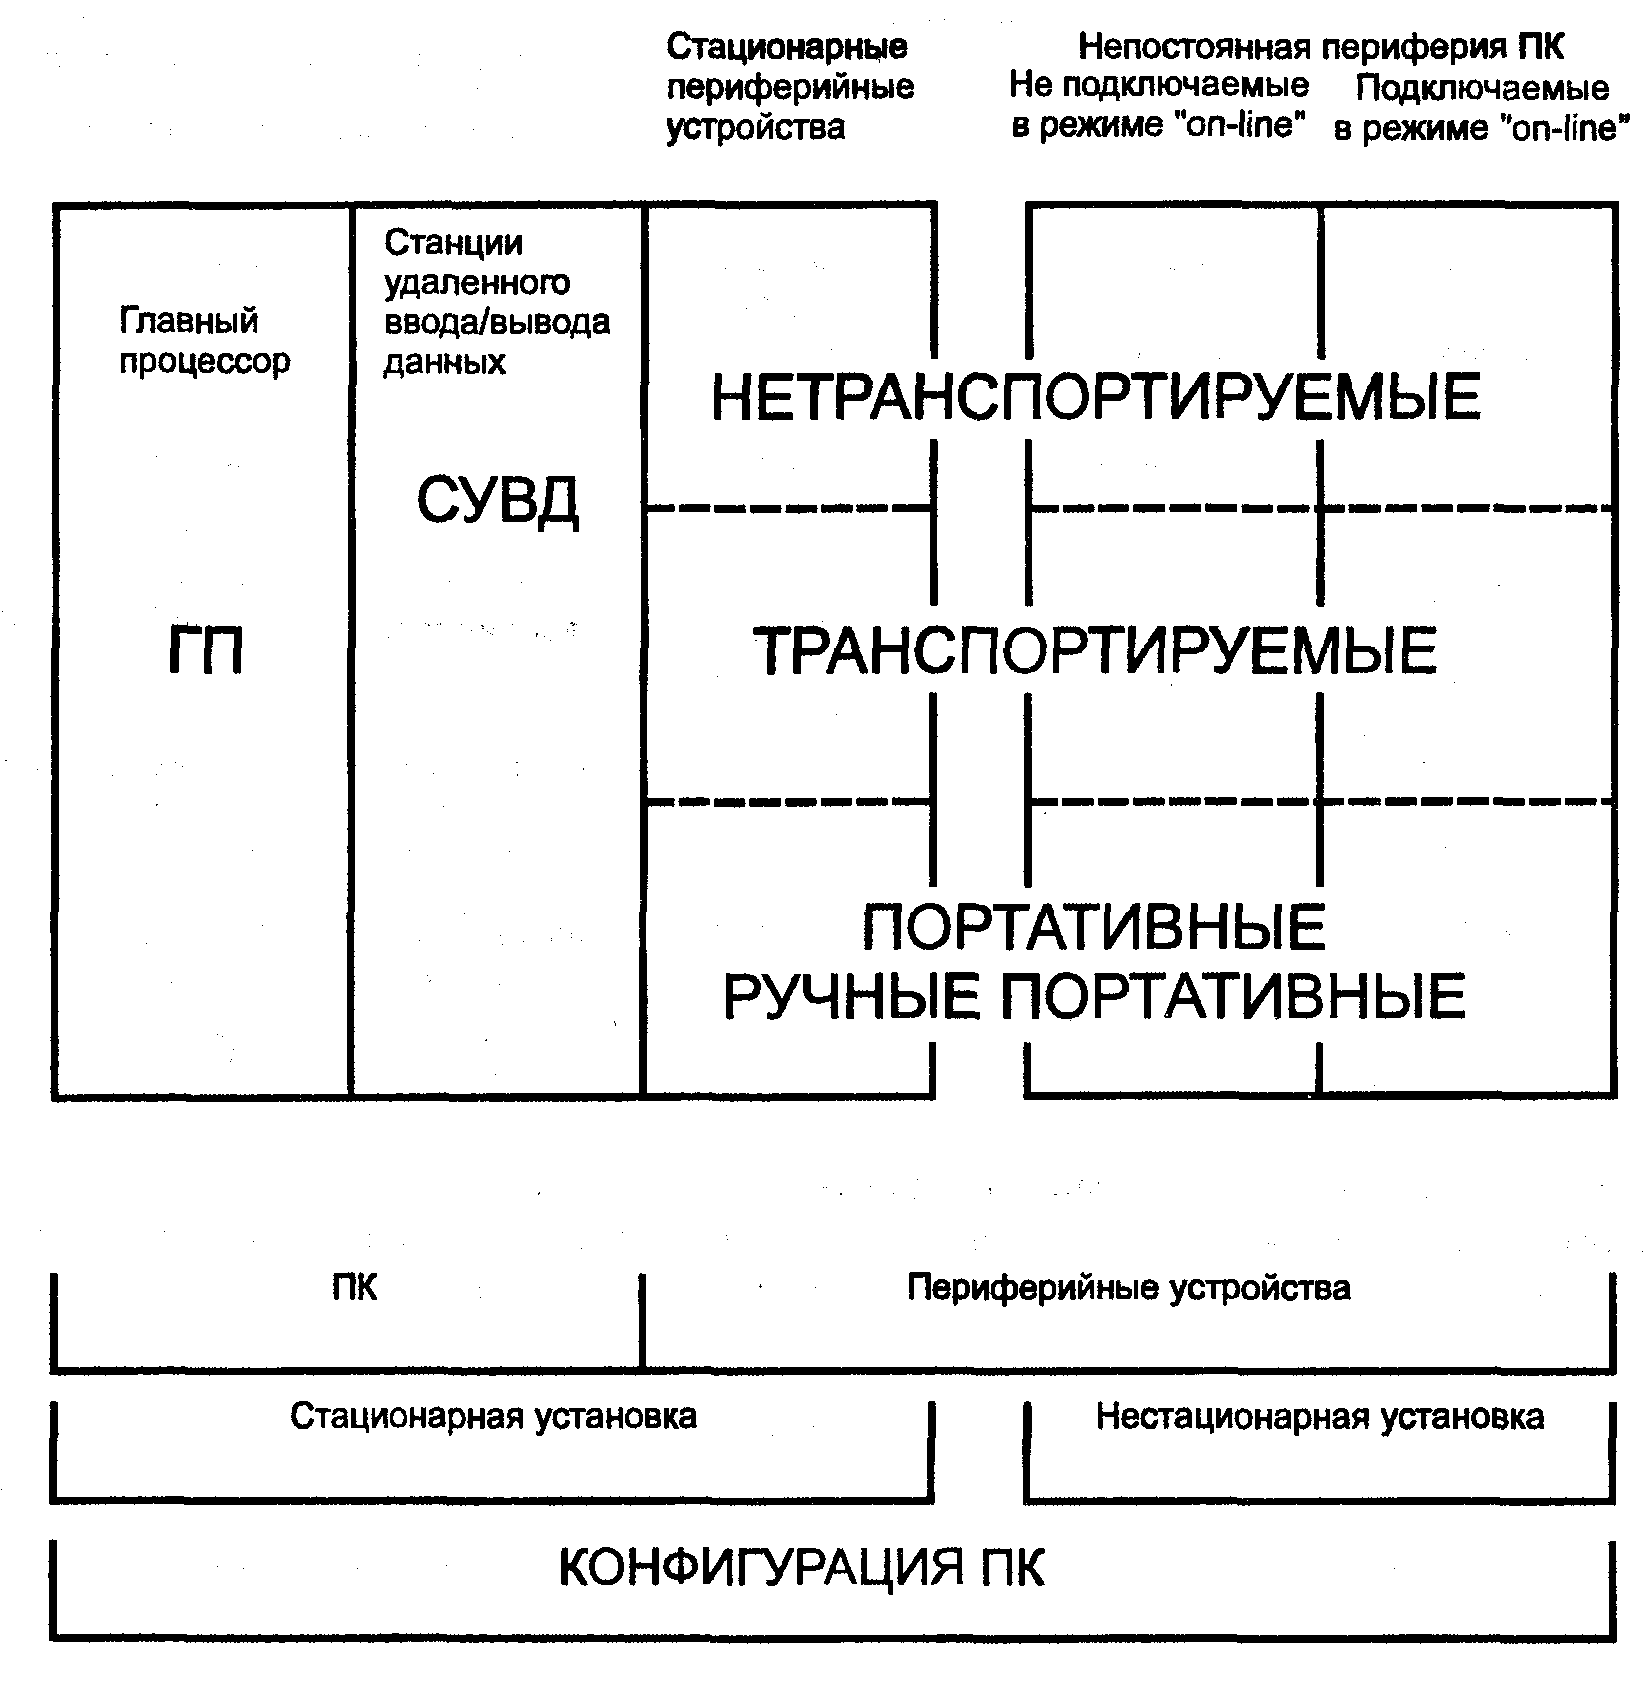 Стационарные
периферийные
устройства
Непостоянная периферия ПК
Не подключаемые
в режиме "on-line"
Подключаемые
в режиме "on-line"
Главный
процессор
ГП
Станции
удаленного
ввода/вывода
данных
СУВД
НЕТРАНСПОРТИРУЕМЫЕ
ТРАНСПОРТИРУЕМЫЕ
ПОРТАТИВНЫЕ
РУЧНЫЕ ПОРТАТИВНЫЕ
ПК
Периферийные устройства
Стационарная установка
Нестационарная установка
КОНФИГУРАЦИЯ ПК